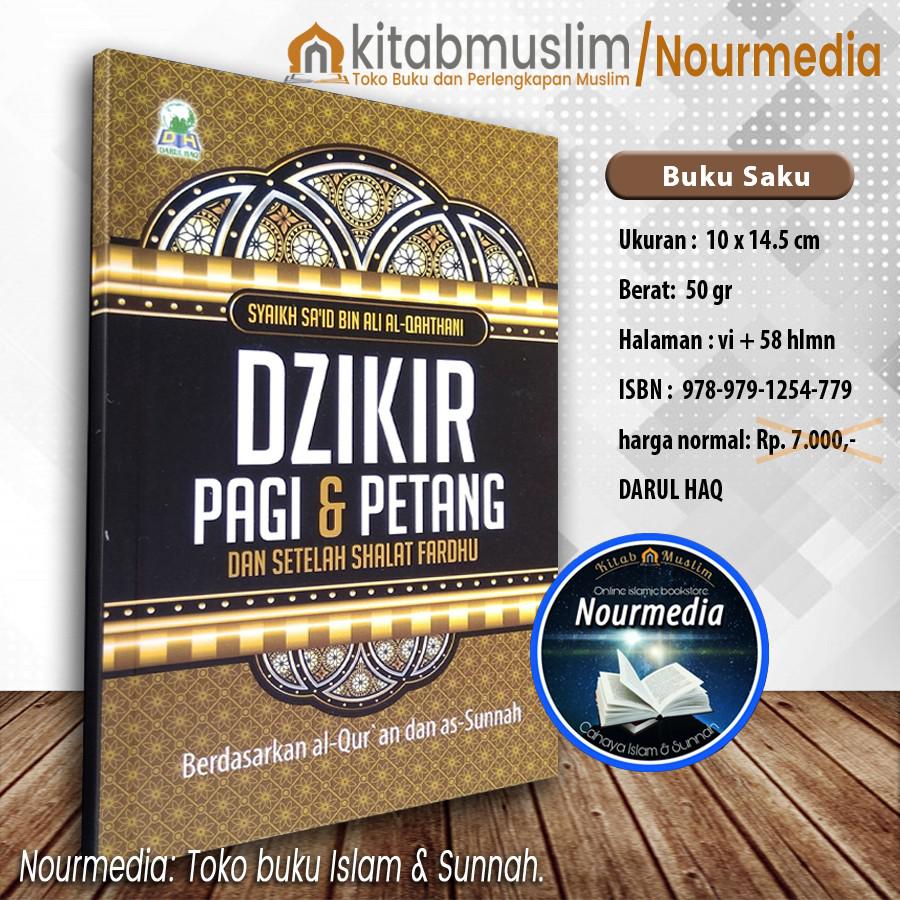 kitabmuslim/Nourmedia
Toko Buku dan Perlengkapan Muslim
DH
DARUL HAQ
SYAIKH SA'ID BIN ALI AL-QAHTHANI
DZIKIR
PAGI & PETANG
DAN SETELAH SHALAT FARDHU
Berdasarkan al-Qur`an dan as-Sunnah
Buku Saku
Ukuran : 10 x 14.5 cm
Berat: 50 gr
Halaman : vi + 58 hlmn
ISBN : 978-979-1254-779
harga normal: Rp. 7.000,-
DARUL HAQ
Kitab Muslim
Online islamic bookstore
Nourmedia
Cahaya Islam & Sunnah
Nourmedia: Toko buku Islam & Sunnah.